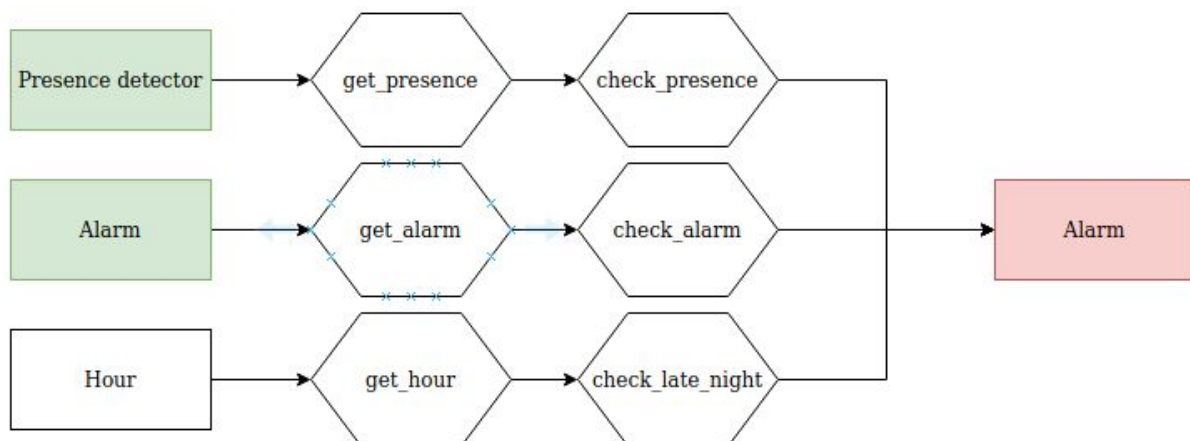 Presence detector
get_presence
check_presence
Alarm
get_alarm
check_alarm
Alarm
Hour
get_hour
check_late_night